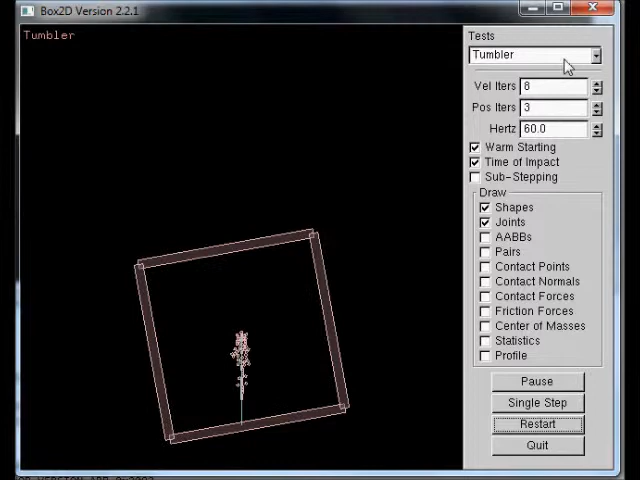 Box2D Version 2.2.1
Tumbler
Tests
Tumbler
Vel Iters 8
Pos Iters 3
Hertz 60.0
Warm Starting
Time of Impact
Sub-Stepping
Draw
Shapes
Joints
AABBs
Pairs
Contact Points
Contact Normals
Contact Forces
Friction Forces
Center of Masses
Statistics
Profile
Pause
Single Step
Restart
Quit